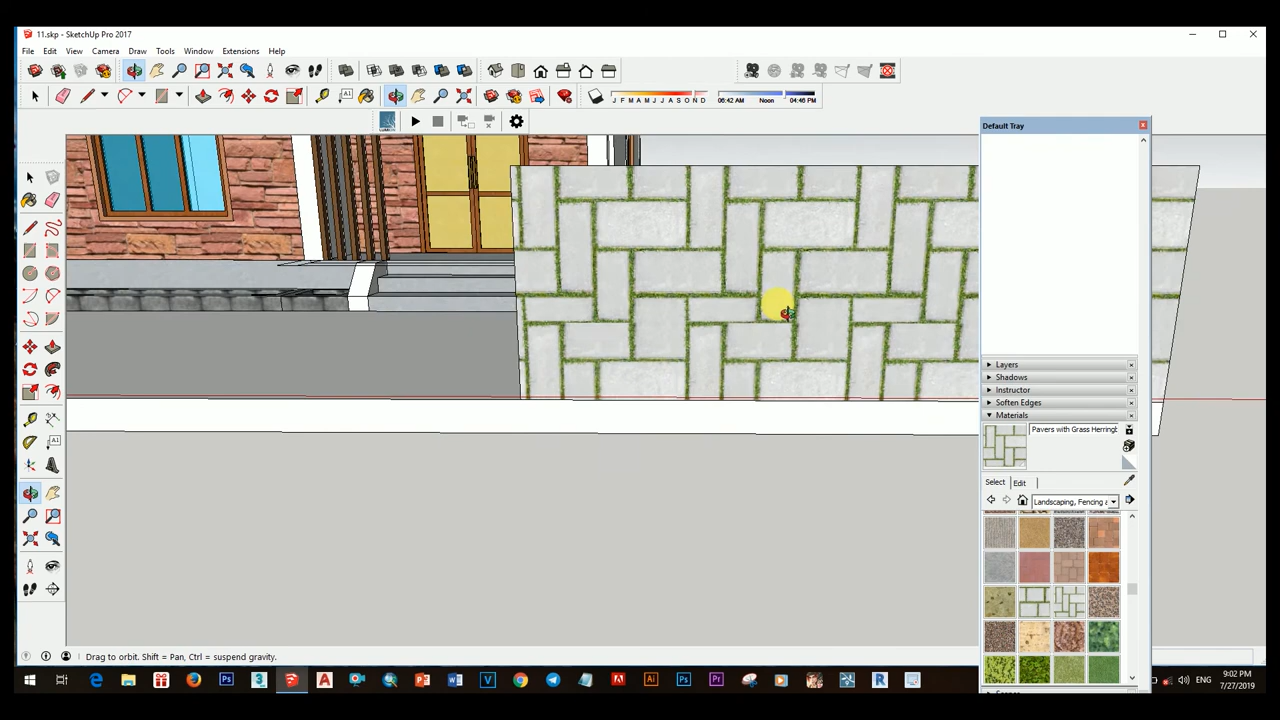 11.skp - SketchUp Pro 2017
File Edit View Camera Draw Tools Window Extensions Help
J F M A M J J A S O N D 06:42 AM Noon 04:46 PM
Default Tray
Layers
Shadows
Instructor
Soften Edges
Materials
Pavers with Grass Herringb
Select Edit
Landscaping, Fencing a
Drag to orbit. Shift = Pan, Ctrl = suspend gravity.
ENG
9:02 PM
7/27/2019